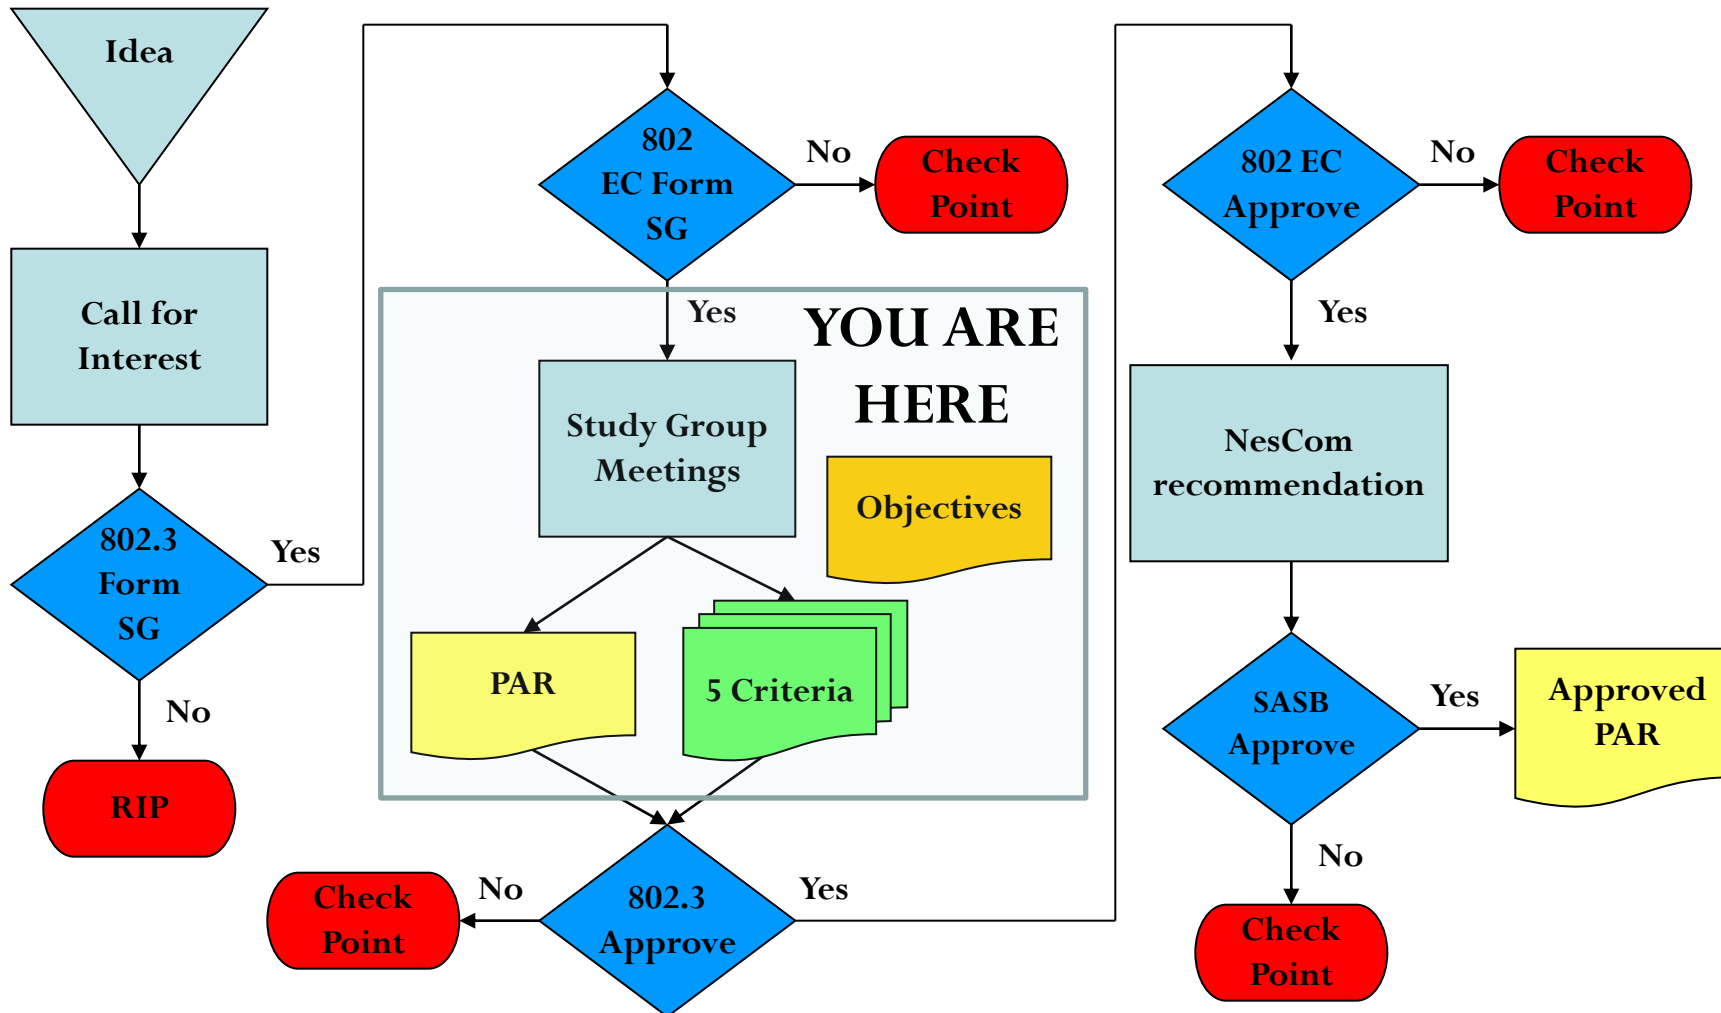 Idea
Call for
Interest
802.3
Form
SG
Yes
No
RIP
802
EC Form
SG
No
Check
Point
Yes
YOU ARE
HERE
Study Group
Meetings
Objectives
PAR
5 Criteria
802.3
Approve
No
Check
Point
Yes
802 EC
Approve
No
Check
Point
Yes
NesCom
recommendation
SASB
Approve
Yes
Approved
PAR
No
Check
Point